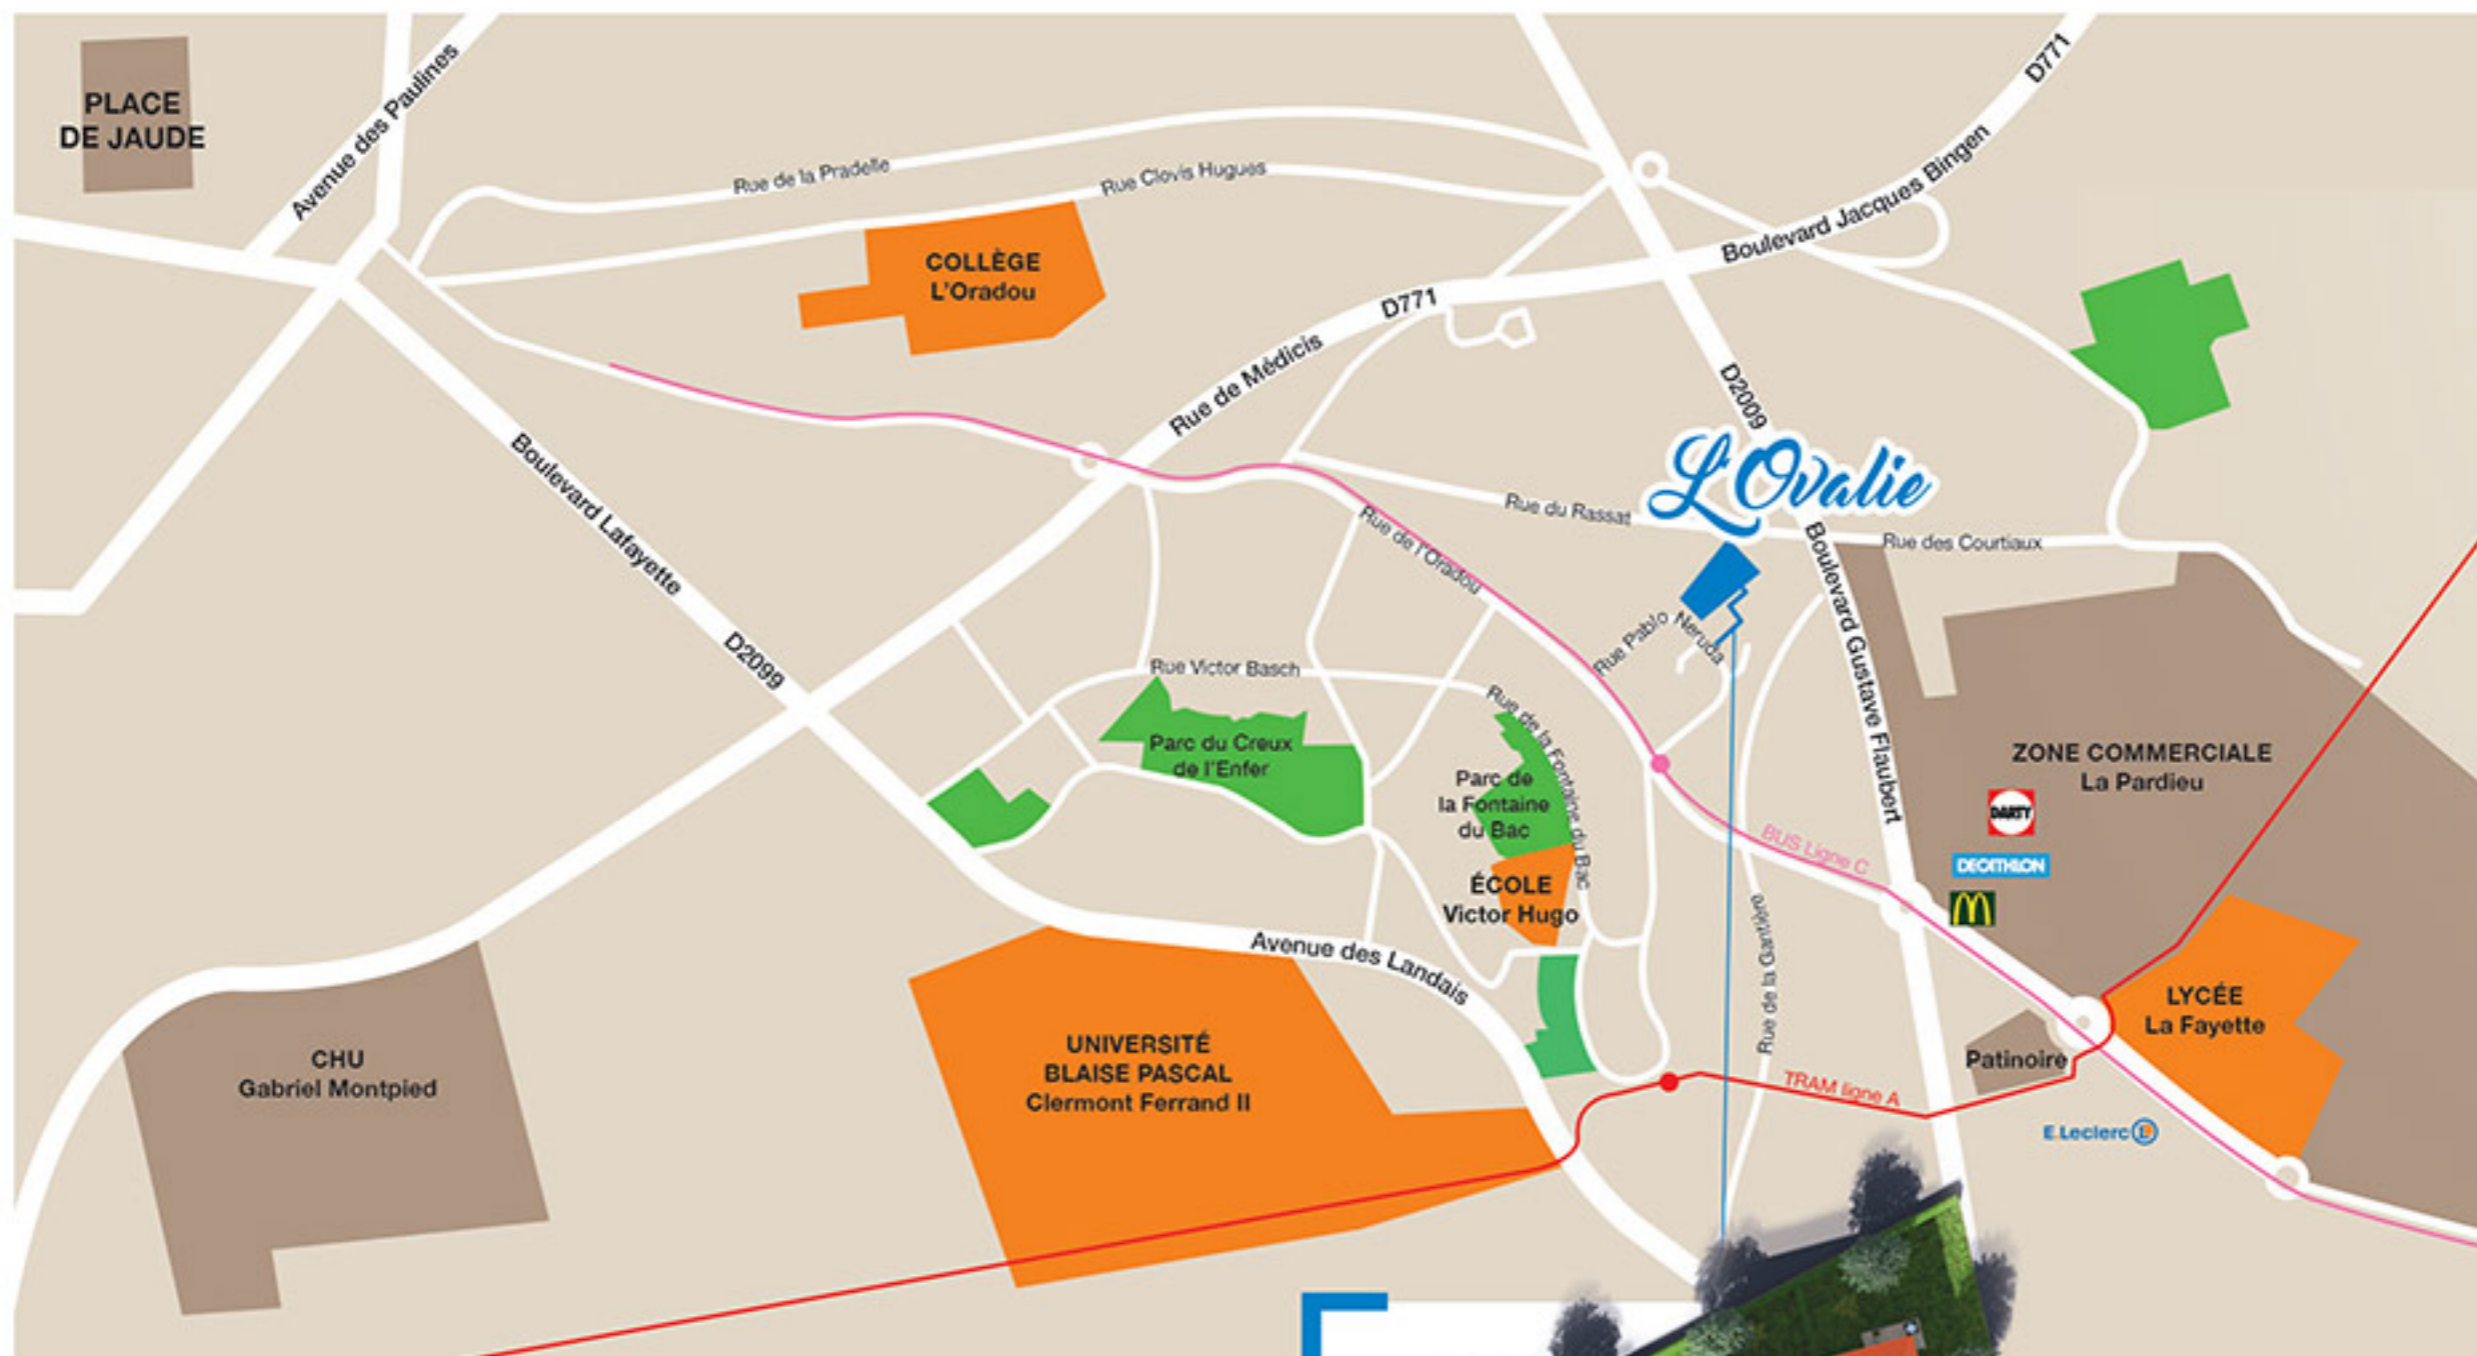 PLACE
DE JAUDE
Avenue des Paulines
Rue de la Pradelle
Rue Clovis Hugues
COLLÈGE
L'Oradou
D771
Boulevard Jacques Bingen
D771
Rue de Médicis
D2009
L'Ovalie
Boulevard Lafayette
D2099
Rue du Rassat
Rue de l'Oradou
Rue des Courtiaux
Boulevard Gustave Flaubert
Rue Pablo Neruda
Rue Victor Basch
Parc du Creux
de l'Enfer
Rue de la Fontaine du Bac
Parc de
la Fontaine
du Bac
ÉCOLE
Victor Hugo
ZONE COMMERCIALE
La Pardieu
DARTY
DECATHLON
M
BUS Ligne C
Rue de la Gantière
Avenue des Landais
UNIVERSITÉ
BLAISE PASCAL
Clermont Ferrand II
CHU
Gabriel Montpied
LYCÉE
La Fayette
Patinoire
TRAM ligne A
E.Leclerc L